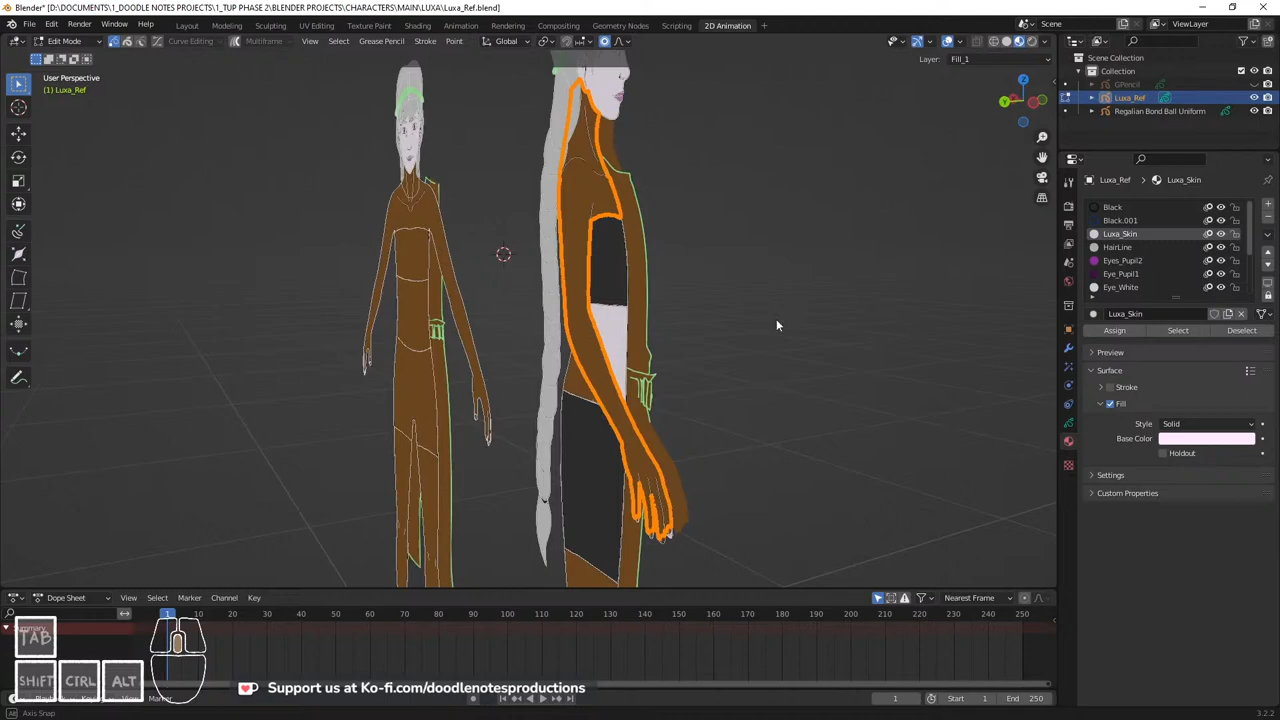 Blender* [D:\DOCUMENTS\1_DOODLE NOTES PROJECTS\1_TUP PHASE 2\BLENDER PROJECTS\CHARACTERS\MAIN\LUXA\Luxa_Ref.blend]
File Edit Render Window Help Layout Modeling Sculpting UV Editing Texture Paint Shading Animation Rendering Compositing Geometry Nodes Scripting 2D Animation Scene ViewLayer
Edit Mode Curve Editing Multiframe View Select Grease Pencil Stroke Point Global
Layer: Fill_1
User Perspective
(1) Luxa_Ref
Scene Collection
Collection
GPencil
Luxa_Ref
Regalian Bond Ball Uniform
Luxa_Ref Luxa_Skin
Black
Black.001
Luxa_Skin
HairLine
Eyes_Pupil2
Eyes_Pupil1
Eye_White
Luxa_Skin
Assign Select Deselect
Preview
Surface
Stroke
Fill
Style Solid
Base Color
Holdout
Settings
Custom Properties
Dope Sheet View Select Marker Channel Key Nearest Frame
1 10 20 30 40 50 60 70 80 90 100 110 120 130 140 150 160 170 180 190 200 210 220 230 240 250
Summary
TAB
SHIFT CTRL ALT
Support us at Ko-fi.com/doodlenotesproductions
Marker
1 Start 1 End 250
Axis Snap
3.2.2